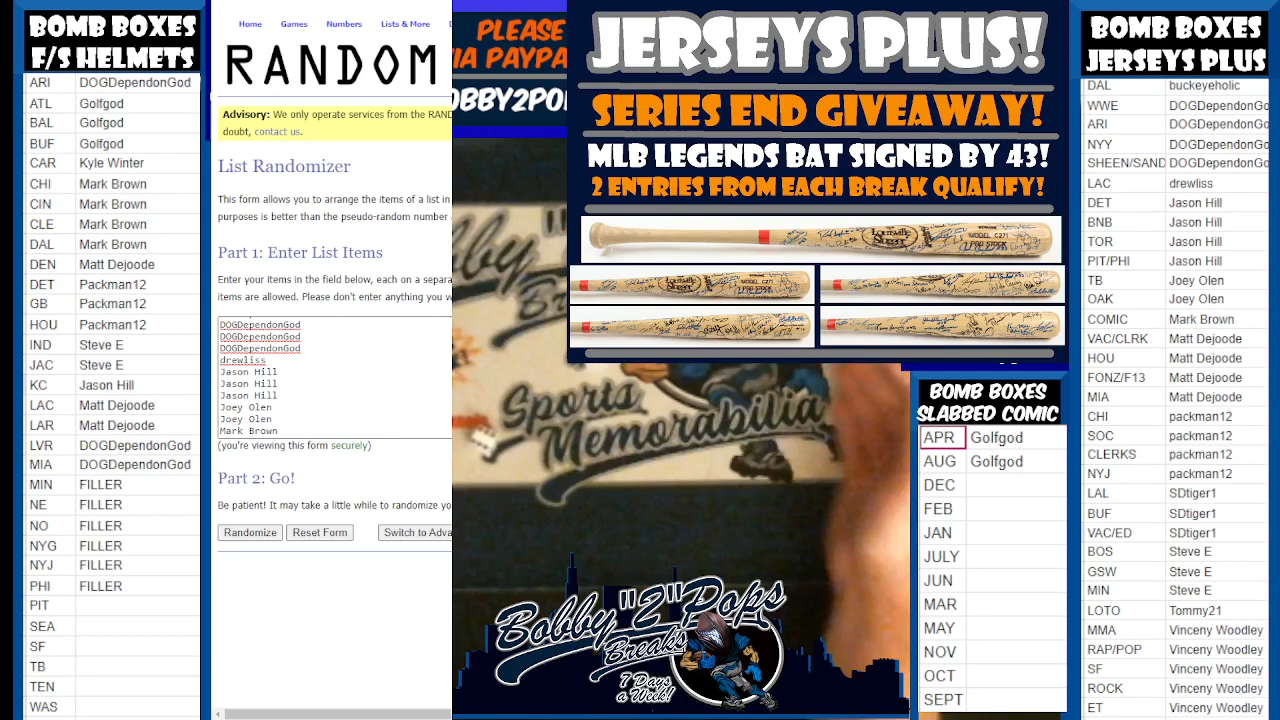 BOMB BOXES
F/S HELMETS
ARI DOGDependonGod
ATL Golfgod
BAL Golfgod
BUF Golfgod
CAR Kyle Winter
CHI Mark Brown
CIN Mark Brown
CLE Mark Brown
DAL Mark Brown
DEN Matt Dejoode
DET Packman12
GB Packman12
HOU Packman12
IND Steve E
JAC Steve E
KC Jason Hill
LAC Matt Dejoode
LAR Matt Dejoode
LVR DOGDependonGod
MIA DOGDependonGod
MIN FILLER
NE FILLER
NO FILLER
NYG FILLER
NYJ FILLER
PHI FILLER
PIT
SEA
SF
TB
TEN
WAS
Home Games Numbers Lists & More
RANDOM
Advisory: We only operate services from the RAND
doubt, contact us.
List Randomizer
This form allows you to arrange the items of a list in
purposes is better than the pseudo-random number
Part 1: Enter List Items
Enter your items in the field below, each on a separa
items are allowed. Please don't enter anything you w
DOGDependonGod
DOGDependonGod
DOGDependonGod
drewliss
Jason Hill
Jason Hill
Jason Hill
Joey Olen
Joey Olen
Mark Brown
(you're viewing this form securely)
Part 2: Go!
Be patient! It may take a little while to randomize yo
Randomize Reset Form Switch to Adva
PLEASE
VIA PAYPA
OBBY2PO
JERSEYS PLUS!
SERIES END GIVEAWAY!
MLB LEGENDS BAT SIGNED BY 43!
2 ENTRIES FROM EACH BREAK QUALIFY!
Louisville Slugger
MODEL C271
Bobby
Sports
Memorabilia
Bobby "2" Pops
Breaks
7 Days
a Week!
BOMB BOXES
SLABBED COMIC
APR Golfgod
AUG Golfgod
DEC
FEB
JAN
JULY
JUN
MAR
MAY
NOV
OCT
SEPT
BOMB BOXES
JERSEYS PLUS
DAL buckeyeholic
WWE DOGDependonGo
ARI DOGDependonGo
NYY DOGDependonGo
SHEEN/SAND DOGDependonGo
LAC drewliss
DET Jason Hill
BNB Jason Hill
TOR Jason Hill
PIT/PHI Jason Hill
TB Joey Olen
OAK Joey Olen
COMIC Mark Brown
VAC/CLRK Matt Dejoode
HOU Matt Dejoode
FONZ/F13 Matt Dejoode
MIA Matt Dejoode
CHI packman12
SOC packman12
CLERKS packman12
NYJ packman12
LAL SDtiger1
BUF SDtiger1
VAC/ED SDtiger1
BOS Steve E
GSW Steve E
MIN Steve E
LOTO Tommy21
MMA Vinceny Woodley
RAP/POP Vinceny Woodley
SF Vinceny Woodley
ROCK Vinceny Woodley
ET Vinceny Woodley